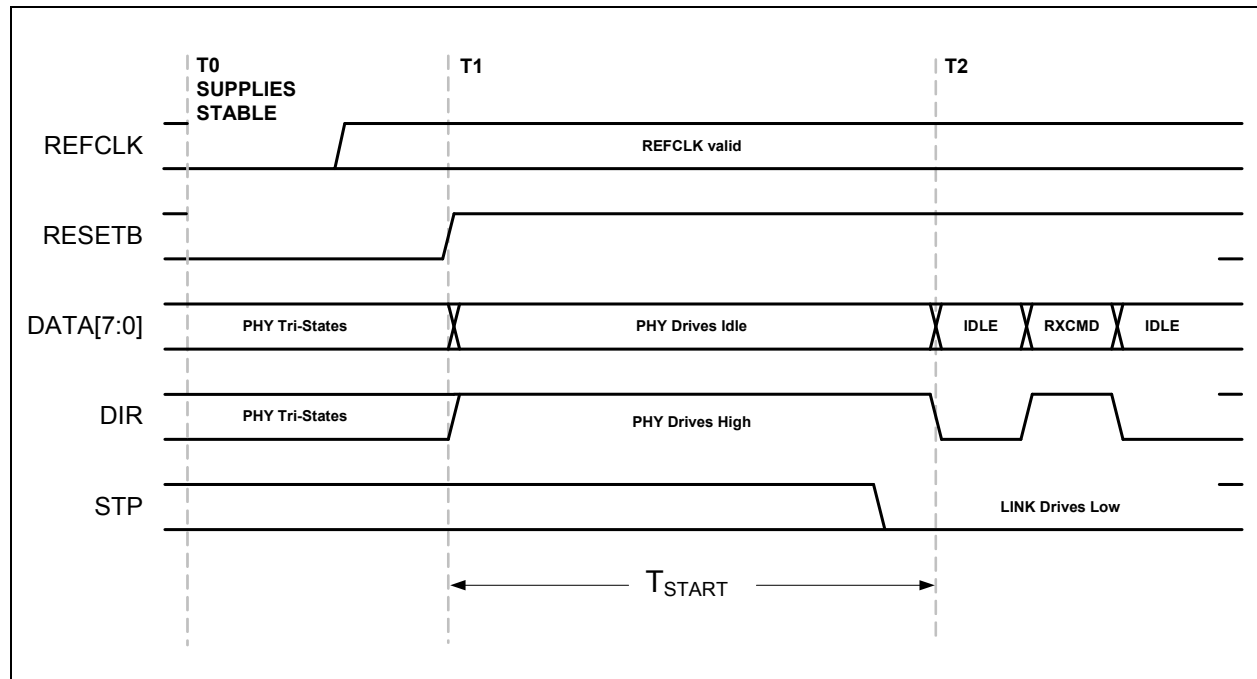 T0
SUPPLIES
STABLE
T1
T2
REFCLK
REFCLK valid
RESETB
DATA[7:0]
PHY Tri-States
PHY Drives Idle
IDLE
RXCMD
IDLE
DIR
PHY Tri-States
PHY Drives High
STP
LINK Drives Low
TSTART